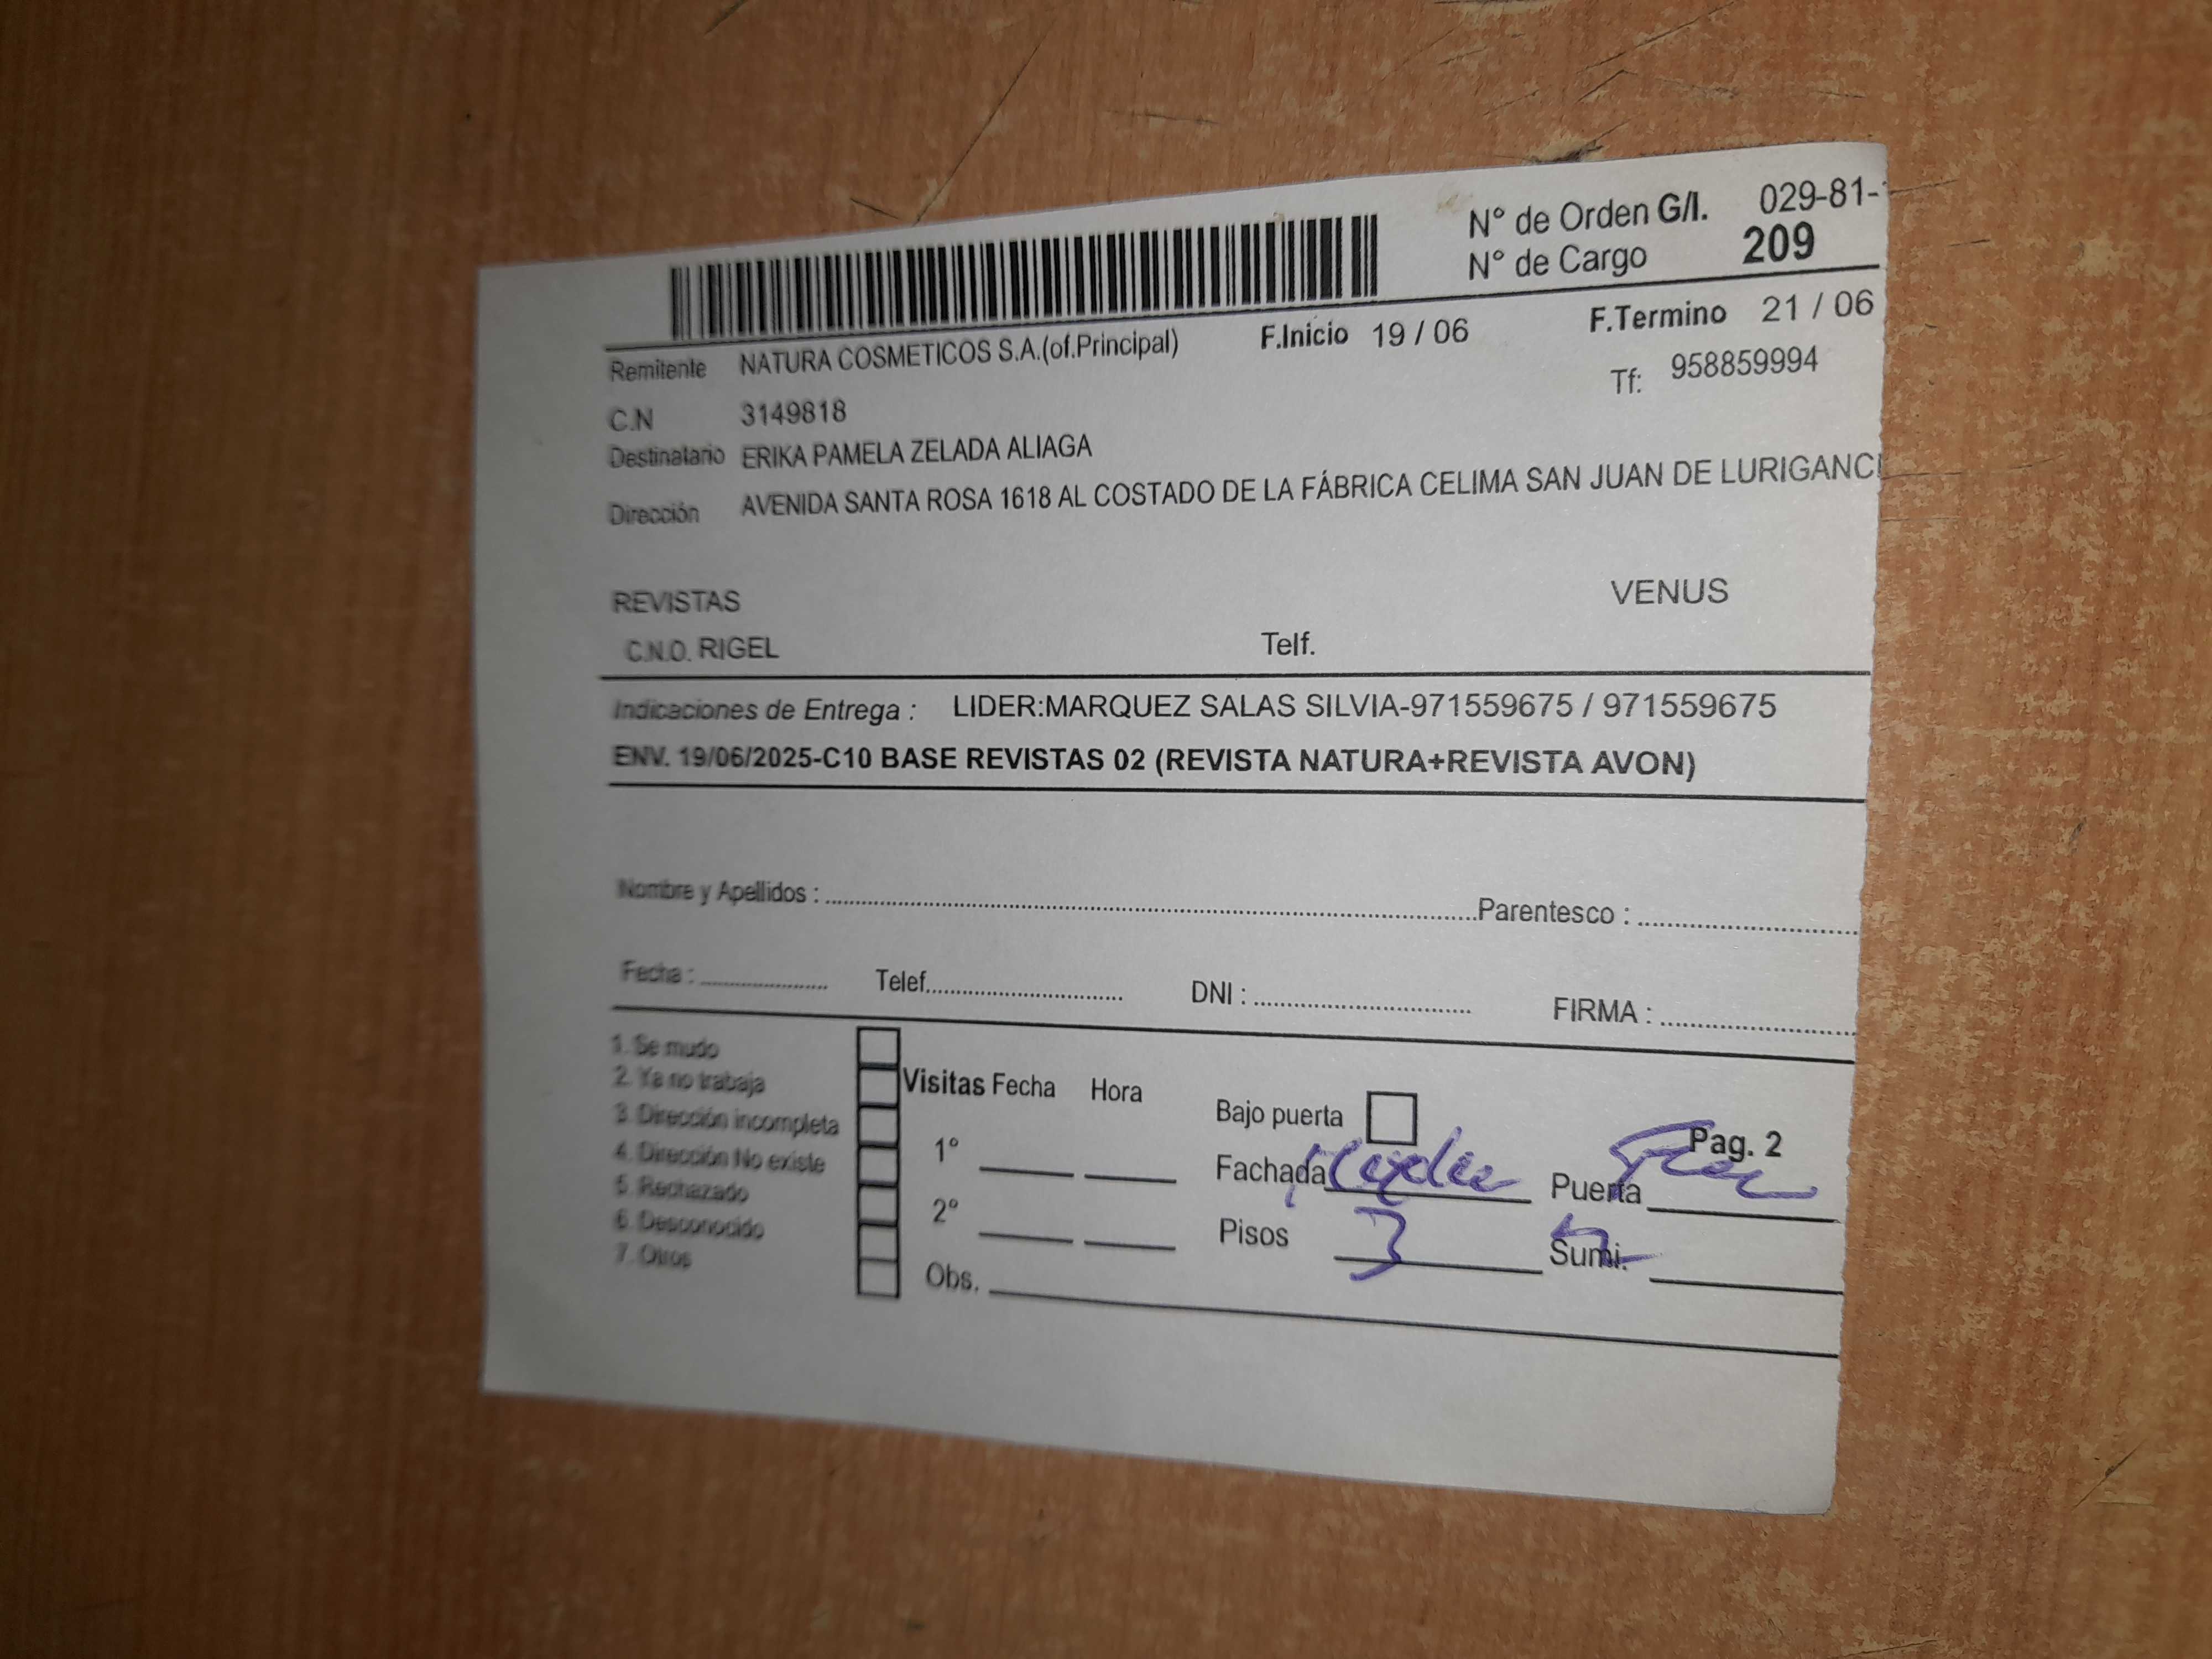 N° de Orden G/I. 029-81-
N° de Cargo 209
Remitente NATURA COSMETICOS S.A.(of.Principal) F.Inicio 19 / 06 F.Termino 21 / 06
C.N 3149818 Tf: 958859994
Destinatario ERIKA PAMELA ZELADA ALIAGA
Dirección AVENIDA SANTA ROSA 1618 AL COSTADO DE LA FÁBRICA CELIMA SAN JUAN DE LURIGANC
REVISTAS VENUS
C.N.O. RIGEL Telf.
Indicaciones de Entrega : LIDER:MARQUEZ SALAS SILVIA-971559675 / 971559675
ENV. 19/06/2025-C10 BASE REVISTAS 02 (REVISTA NATURA+REVISTA AVON)
Nombre y Apellidos : Parentesco :
Fecha : Telef. DNI : FIRMA :
1. Se mudo
2. Ya no trabaja
3. Dirección incompleta
4. Dirección No existe
5. Rechazado
6. Desconocido
7. Otros
Visitas Fecha Hora
1°
2°
Obs.
Bajo puerta Pag. 2
Fachada Puerta
Pisos 3 Sumi.